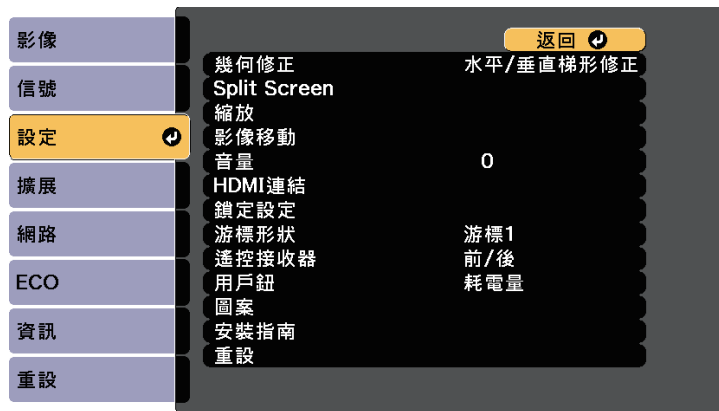 影像
信號
設定
擴展
網路
ECO
資訊
重設
返回
幾何修正 水平/垂直梯形修正
Split Screen
縮放
影像移動
音量 0
HDMI連結
鎖定設定
游標形狀 游標1
遙控接收器 前/後
用戶鈕 耗電量
圖案
安裝指南
重設